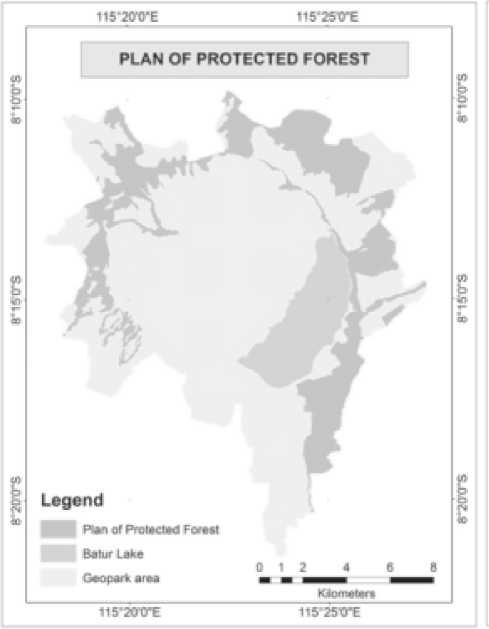 115°20'0"E 115°25'0"E
PLAN OF PROTECTED FOREST
8°10'0"S 8°10'0"S
8°15'0"S 8°15'0"S
8°20'0"S 8°20'0"S
Legend
Plan of Protected Forest
Batur Lake
Geopark area
0 1 2 4 6 8
Kilometers
115°20'0"E 115°25'0"E